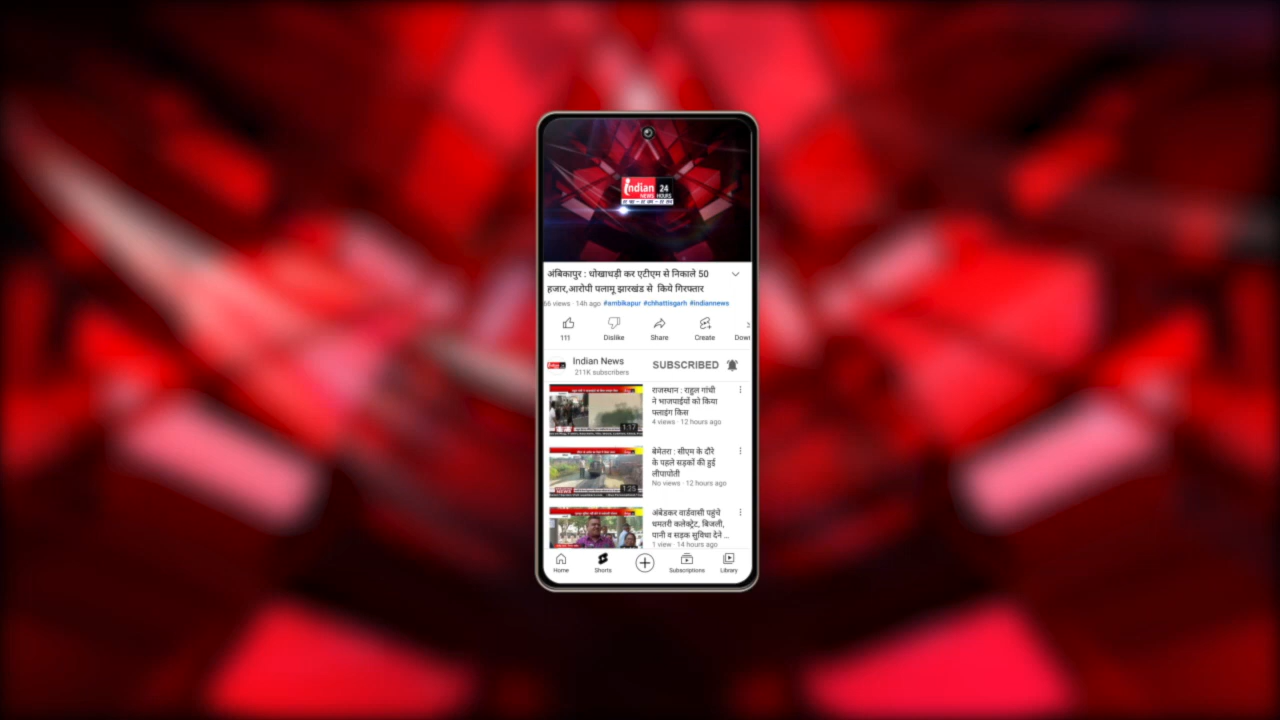 indian 24
NEWS HOURS
अंबिकापुर : धोखाधड़ी कर एटीएम से निकाले 50
हजार,आरोपी पलामू झारखंड से किये गिरफ्तार
66 views · 14h ago #ambikapur #chhattisgarh #indiannews
111 Dislike Share Create
Indian News SUBSCRIBED
211K subscribers
राजस्थान : राहुल गांधी
ने भाजपाईयों को किया
फ्लाइंग किस
4 views · 12 hours ago
1:17
बेमेतरा : सीएम के दौरे
के पहले सड़कों की हुई
लीपापोती
No views · 12 hours ago
1:25
अंबेडकर वार्डवासी पहुंचे
धमतरी कलेक्ट्रेट, बिजली,
पानी व सड़क सुविधा देने ...
1 view · 14 hours ago
Home Shorts Subscriptions Library